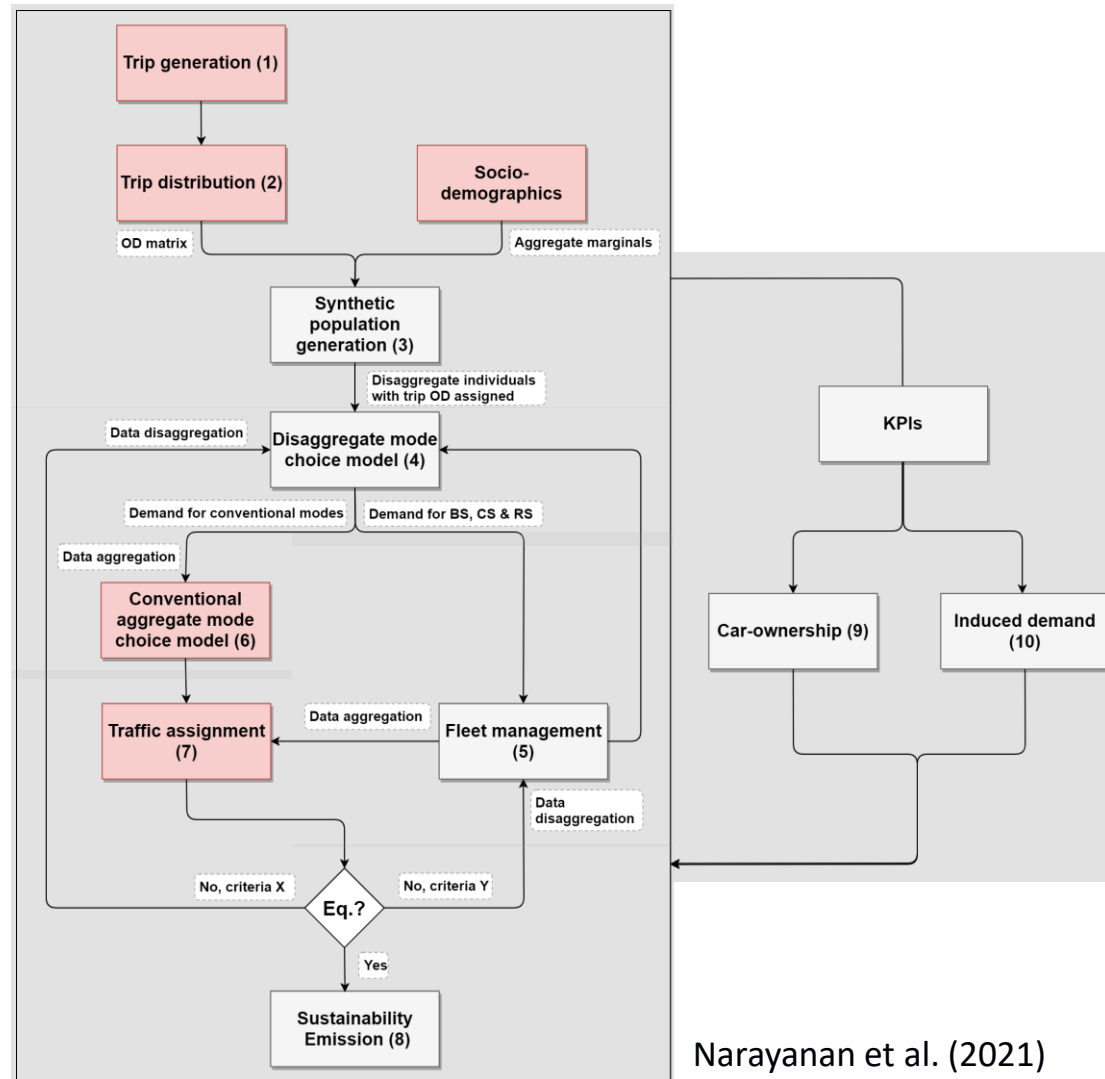 Trip generation (1)
Trip distribution (2)
Socio-
demographics
OD matrix
Aggregate marginals
Synthetic
population
generation (3)
Disaggregate individuals
with trip OD assigned
Data disaggregation
Disaggregate mode
choice model (4)
KPIs
Demand for conventional modes
Demand for BS, CS & RS
Data aggregation
Conventional
aggregate mode
choice model (6)
Car-ownership (9)
Induced demand
(10)
Traffic assignment
(7)
Data aggregation
Fleet management
(5)
Data
disaggregation
No, criteria X
No, criteria Y
Eq.?
Yes
Sustainability
Emission (8)
Narayanan et al. (2021)